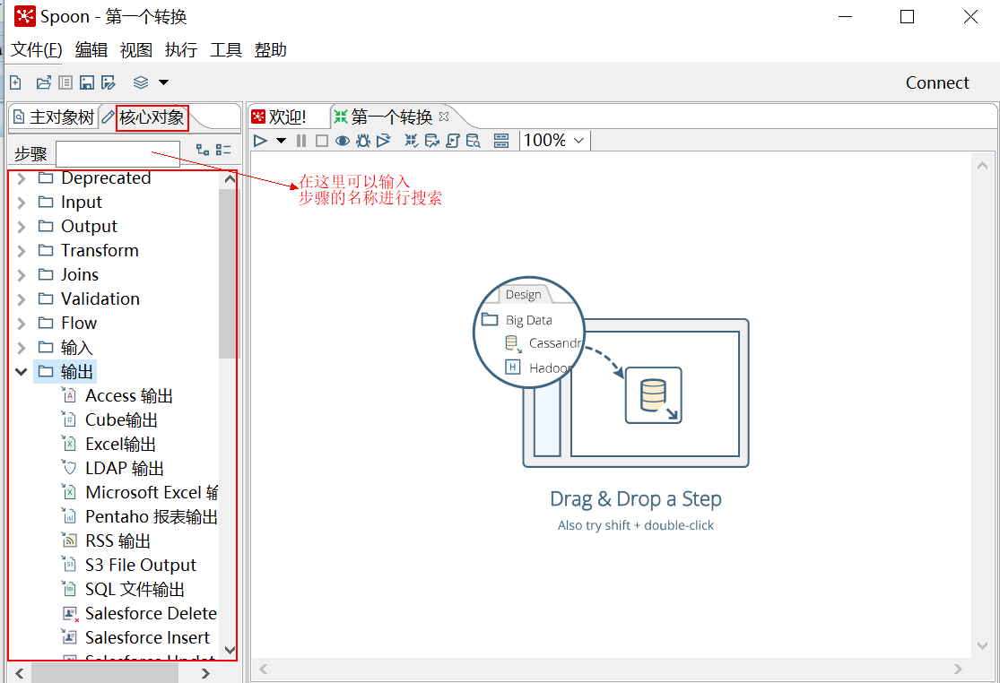 Spoon - 第一个转换
文件(F) 编辑 视图 执行 工具 帮助
Connect
主对象树 核心对象
欢迎! 第一个转换
步骤
100%
在这里可以输入
步骤的名称进行搜索
Deprecated
Input
Output
Transform
Joins
Validation
Flow
输入
输出
Access 输出
Cube输出
Excel输出
LDAP 输出
Microsoft Excel 输
Pentaho 报表输出
RSS 输出
S3 File Output
SQL 文件输出
Salesforce Delete
Salesforce Insert
Design
Big Data
Cassandr
Hadoop
Drag & Drop a Step
Also try shift + double-click